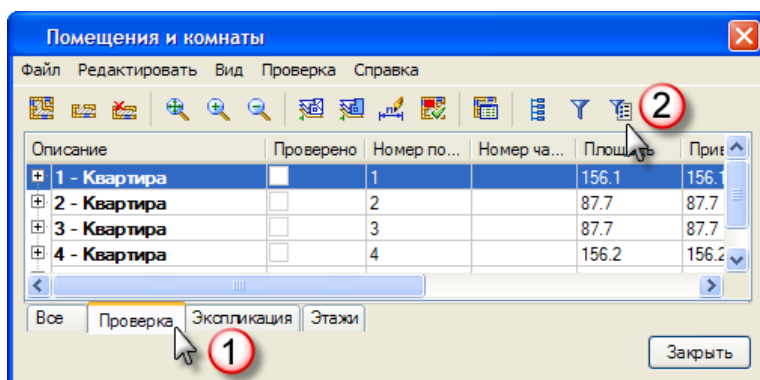 Помещения и комнаты
Файл Редактировать Вид Проверка Справка
2
Описание Проверено Номер по... Номер ча... Прив
1 - Квартира 1 156.1 156.1
2 - Квартира 2 87.7 87.7
3 - Квартира 3 87.7 87.7
4 - Квартира 4 156.2 156.2
Все Проверка Экспликация Этажи
1
Закрыть